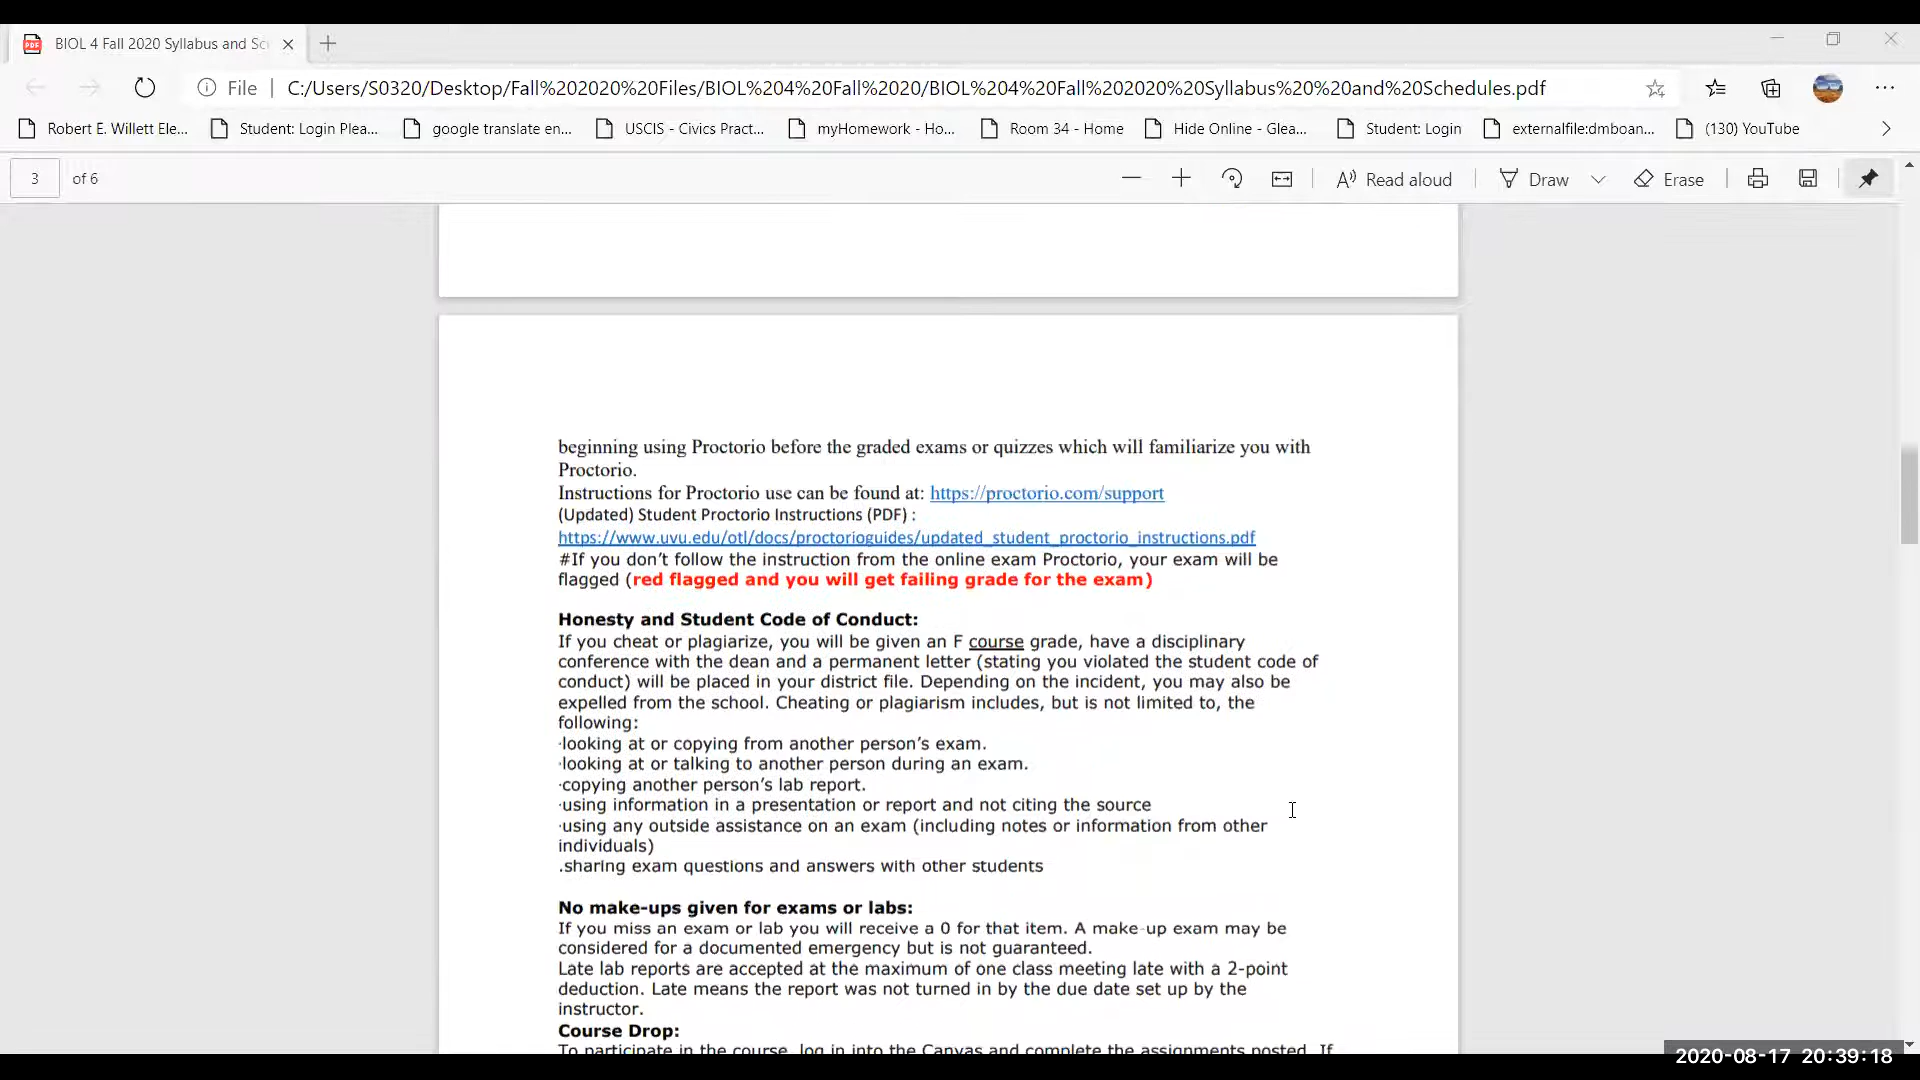 BIOL 4 Fall 2020 Syllabus and Sc
File
C:/Users/S0320/Desktop/Fall%202020%20Files/BIOL%204%20Fall%2020/BIOL%204%20Fall%202020%20Syllabus%20%20and%20Schedules.pdf
Robert E. Willett Ele...
Student: Login Plea...
google translate en...
USCIS - Civics Pract...
myHomework - Ho...
Room 34 - Home
Hide Online - Glea...
Student: Login
externalfile:dmboan...
(130) YouTube
3 of 6
Read aloud
Draw
Erase
beginning using Proctorio before the graded exams or quizzes which will familiarize you with
Proctorio.
Instructions for Proctorio use can be found at: https://proctorio.com/support
(Updated) Student Proctorio Instructions (PDF) :
https://www.uvu.edu/otl/docs/proctorioguides/updated_student_proctorio_instructions.pdf
#If you don’t follow the instruction from the online exam Proctorio, your exam will be
flagged (red flagged and you will get failing grade for the exam)
Honesty and Student Code of Conduct:
If you cheat or plagiarize, you will be given an F course grade, have a disciplinary
conference with the dean and a permanent letter (stating you violated the student code of
conduct) will be placed in your district file. Depending on the incident, you may also be
expelled from the school. Cheating or plagiarism includes, but is not limited to, the
following:
·looking at or copying from another person’s exam.
·looking at or talking to another person during an exam.
·copying another person’s lab report.
·using information in a presentation or report and not citing the source
·using any outside assistance on an exam (including notes or information from other
individuals)
.sharing exam questions and answers with other students
No make-ups given for exams or labs:
If you miss an exam or lab you will receive a 0 for that item. A make-up exam may be
considered for a documented emergency but is not guaranteed.
Late lab reports are accepted at the maximum of one class meeting late with a 2-point
deduction. Late means the report was not turned in by the due date set up by the
instructor.
Course Drop:
To participate in the course, log in into the Canvas and complete the assignments posted. If
2020-08-17 20:39:18